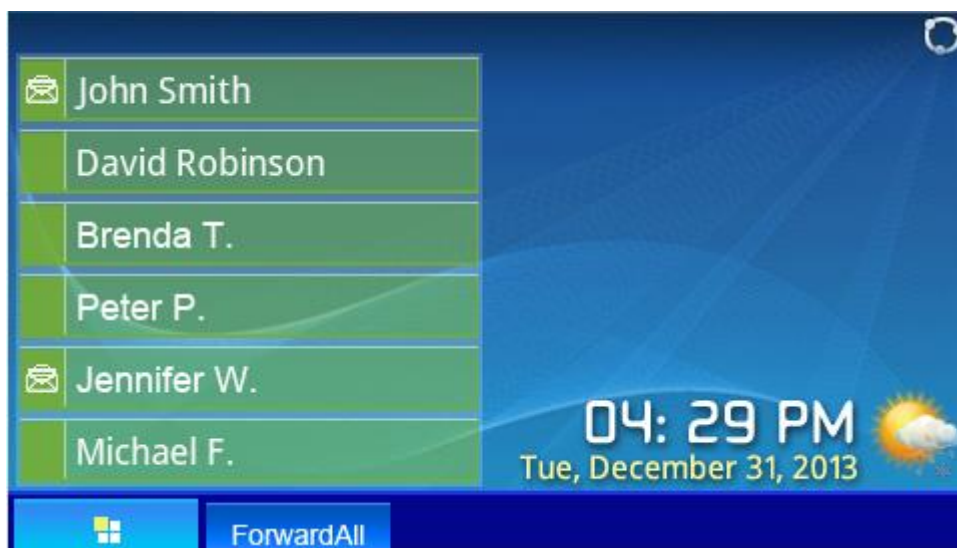 John Smith
David Robinson
Brenda T.
Peter P.
Jennifer W.
Michael F.
04: 29 PM
Tue, December 31, 2013
ForwardAll